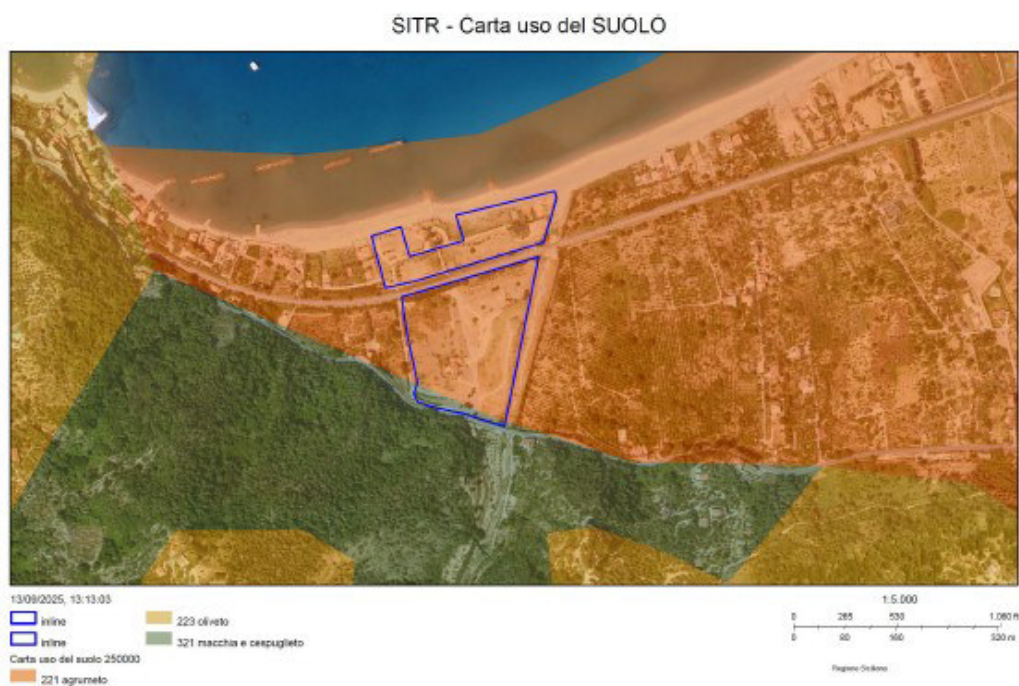 SITR - Carta uso del SUOLO
13/09/2025, 13:13:03
inline
inline
Carta uso del suolo 250000
221 agrumeto
223 oliveto
321 macchia e cespuglieto
1:5.000
0 265 530 1.060 ft
0 80 160 320 m
Regione Siciliana